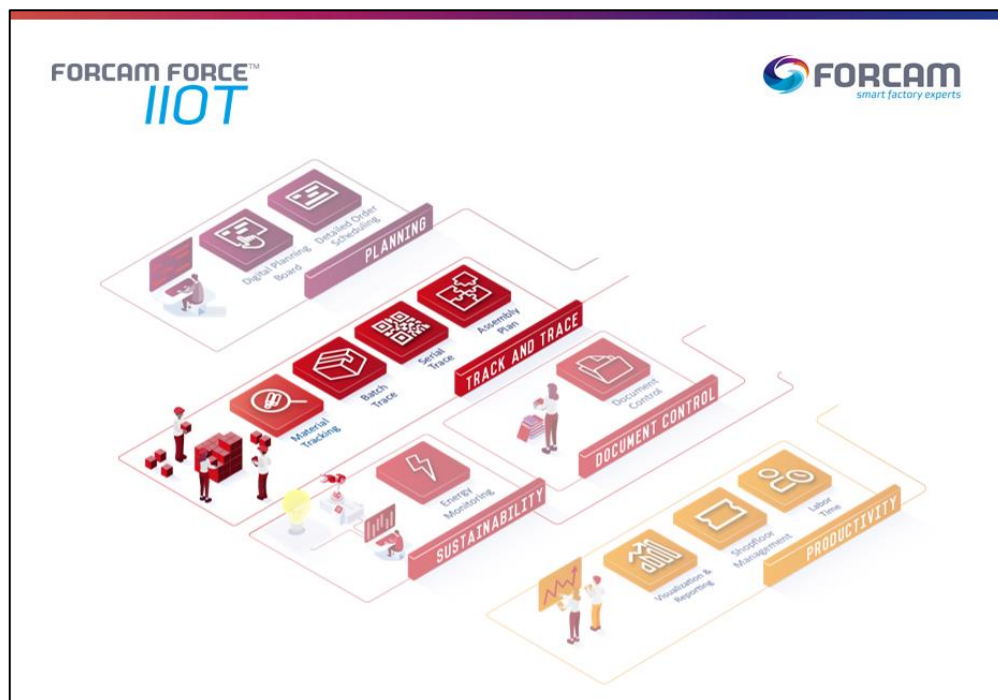 FORCAM FORCE™
IIOT
FORCAM
smart factory experts
Detailed Order
Scheduling
Digital Planning
Board
PLANNING
Assembly
Plan
Serial
Trace
Batch
Trace
Material
Tracking
TRACK AND TRACE
Document
Control
DOCUMENT CONTROL
Energy
Monitoring
SUSTAINABILITY
Labor
Time
Shopfloor
Management
Visualization &
Reporting
PRODUCTIVITY